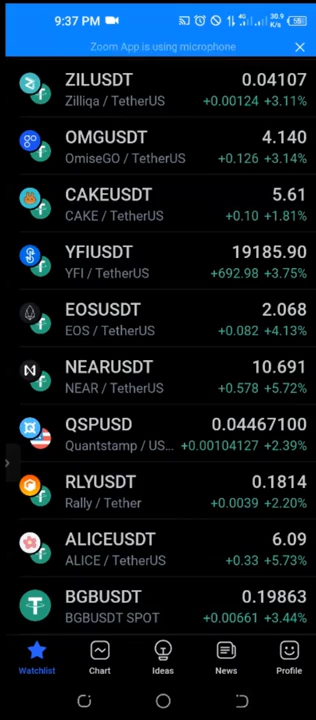 9:37 PM 4G 30.9 K/s 55
Zoom App is using microphone
ZILUSDT 0.04107
Zilliqa / TetherUS +0.00124 +3.11%
OMGUSDT 4.140
OmiseGO / TetherUS +0.126 +3.14%
CAKEUSDT 5.61
CAKE / TetherUS +0.10 +1.81%
YFIUSDT 19185.90
YFI / TetherUS +692.98 +3.75%
EOSUSDT 2.068
EOS / TetherUS +0.082 +4.13%
NEARUSDT 10.691
NEAR / TetherUS +0.578 +5.72%
QSPUSD 0.04467100
Quantstamp / US... +0.00104127 +2.39%
RLYUSDT 0.1814
Rally / Tether +0.0039 +2.20%
ALICEUSDT 6.09
ALICE / TetherUS +0.33 +5.73%
BGBUSDT 0.19863
BGBUSDT SPOT +0.00661 +3.44%
Watchlist Chart Ideas News Profile